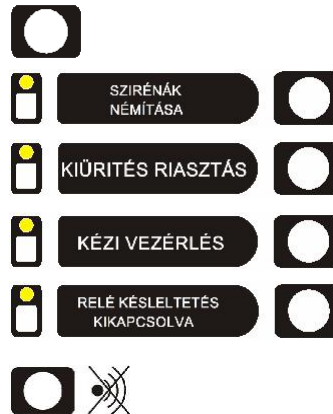 SZIRÉNÁK
NÉMÍTÁSA
KIÜRITÉS RIASZTÁS
KÉZI VEZÉRLÉS
RELÉ KÉSLELTETÉS
KIKAPCSOLVA